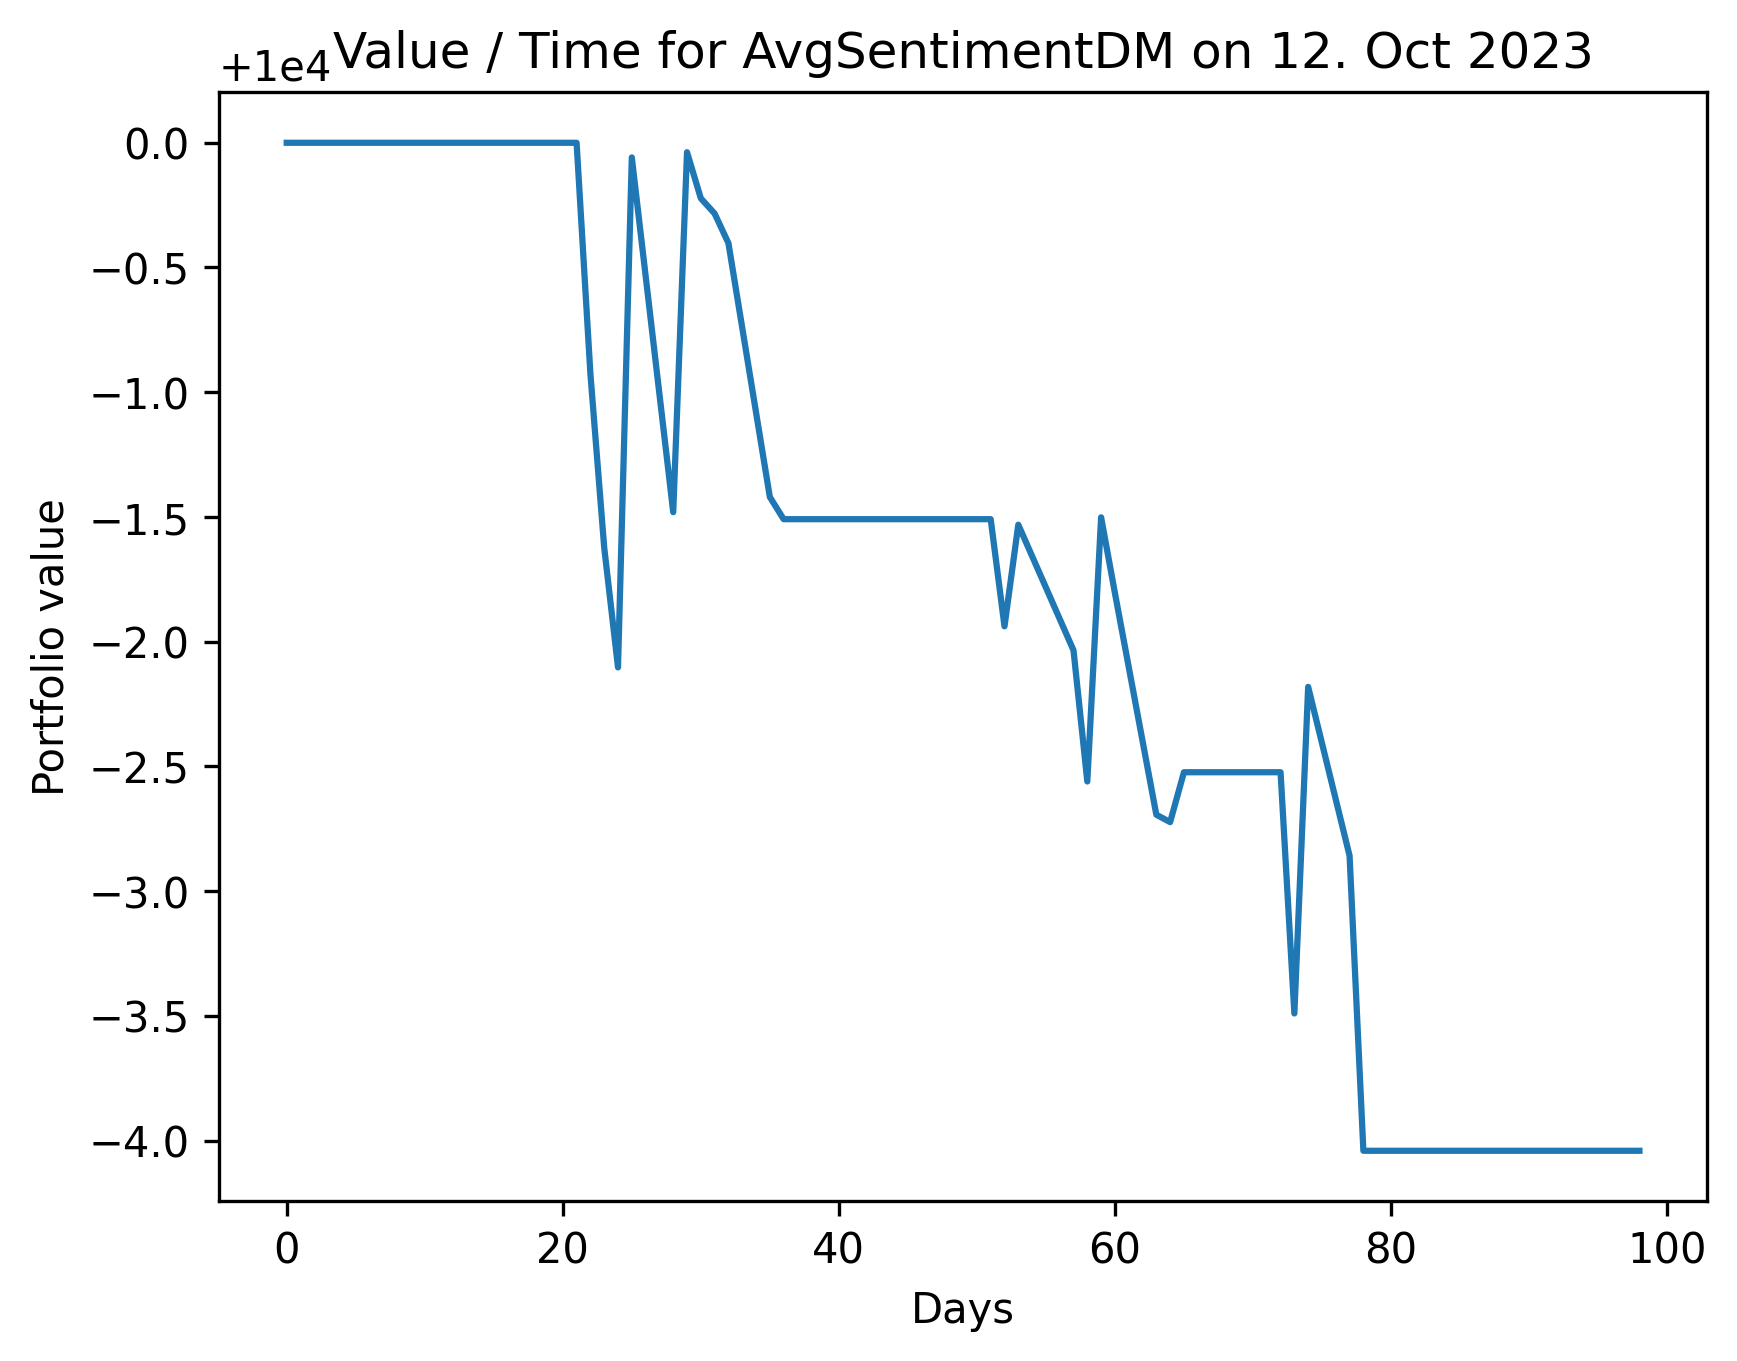 Value / Time for AvgSentimentDM on 12. Oct 2023
+1e4
0.0
−0.5
−1.0
−1.5
−2.0
−2.5
−3.0
−3.5
−4.0
Portfolio value
0 20 40 60 80 100
Days